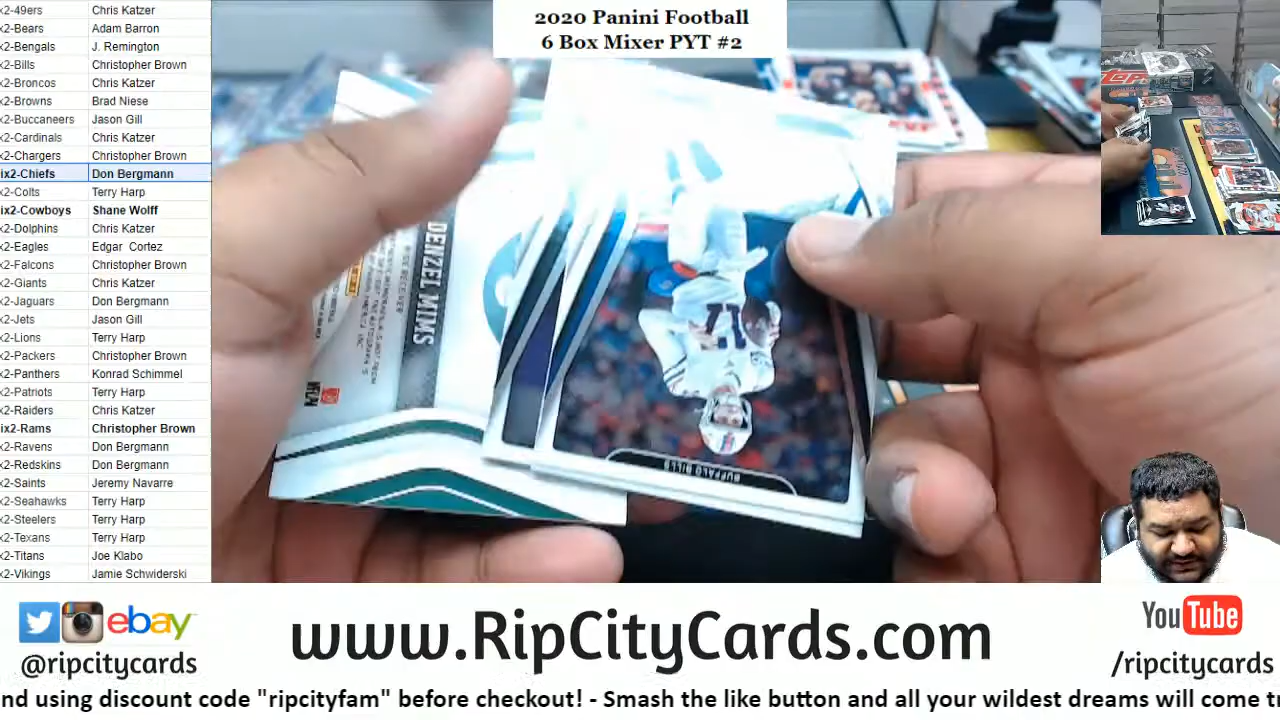 2020 Panini Football
6 Box Mixer PYT #2
x2-49ers Chris Katzer
x2-Bears Adam Barron
x2-Bengals J. Remington
x2-Bills Christopher Brown
x2-Broncos Chris Katzer
x2-Browns Brad Niese
x2-Buccaneers Jason Gill
x2-Cardinals Chris Katzer
x2-Chargers Christopher Brown
ix2-Chiefs Don Bergmann
x2-Colts Terry Harp
ix2-Cowboys Shane Wolff
x2-Dolphins Chris Katzer
x2-Eagles Edgar Cortez
x2-Falcons Christopher Brown
x2-Giants Chris Katzer
x2-Jaguars Don Bergmann
x2-Jets Jason Gill
x2-Lions Terry Harp
x2-Packers Christopher Brown
x2-Panthers Konrad Schimmel
x2-Patriots Terry Harp
x2-Raiders Chris Katzer
ix2-Rams Christopher Brown
x2-Ravens Don Bergmann
x2-Redskins Don Bergmann
x2-Saints Jeremy Navarre
x2-Seahawks Terry Harp
x2-Steelers Terry Harp
x2-Texans Terry Harp
x2-Titans Joe Klabo
x2-Vikings Jamie Schwiderski
DENZEL MIMS
WIDE RECEIVER
NFLPA
17
BUFFALO BILLS
TOPPS
ebay
@ripcitycards
www.RipCityCards.com
YouTube
/ripcitycards
nd using discount code "ripcityfam" before checkout! - Smash the like button and all your wildest dreams will come tr